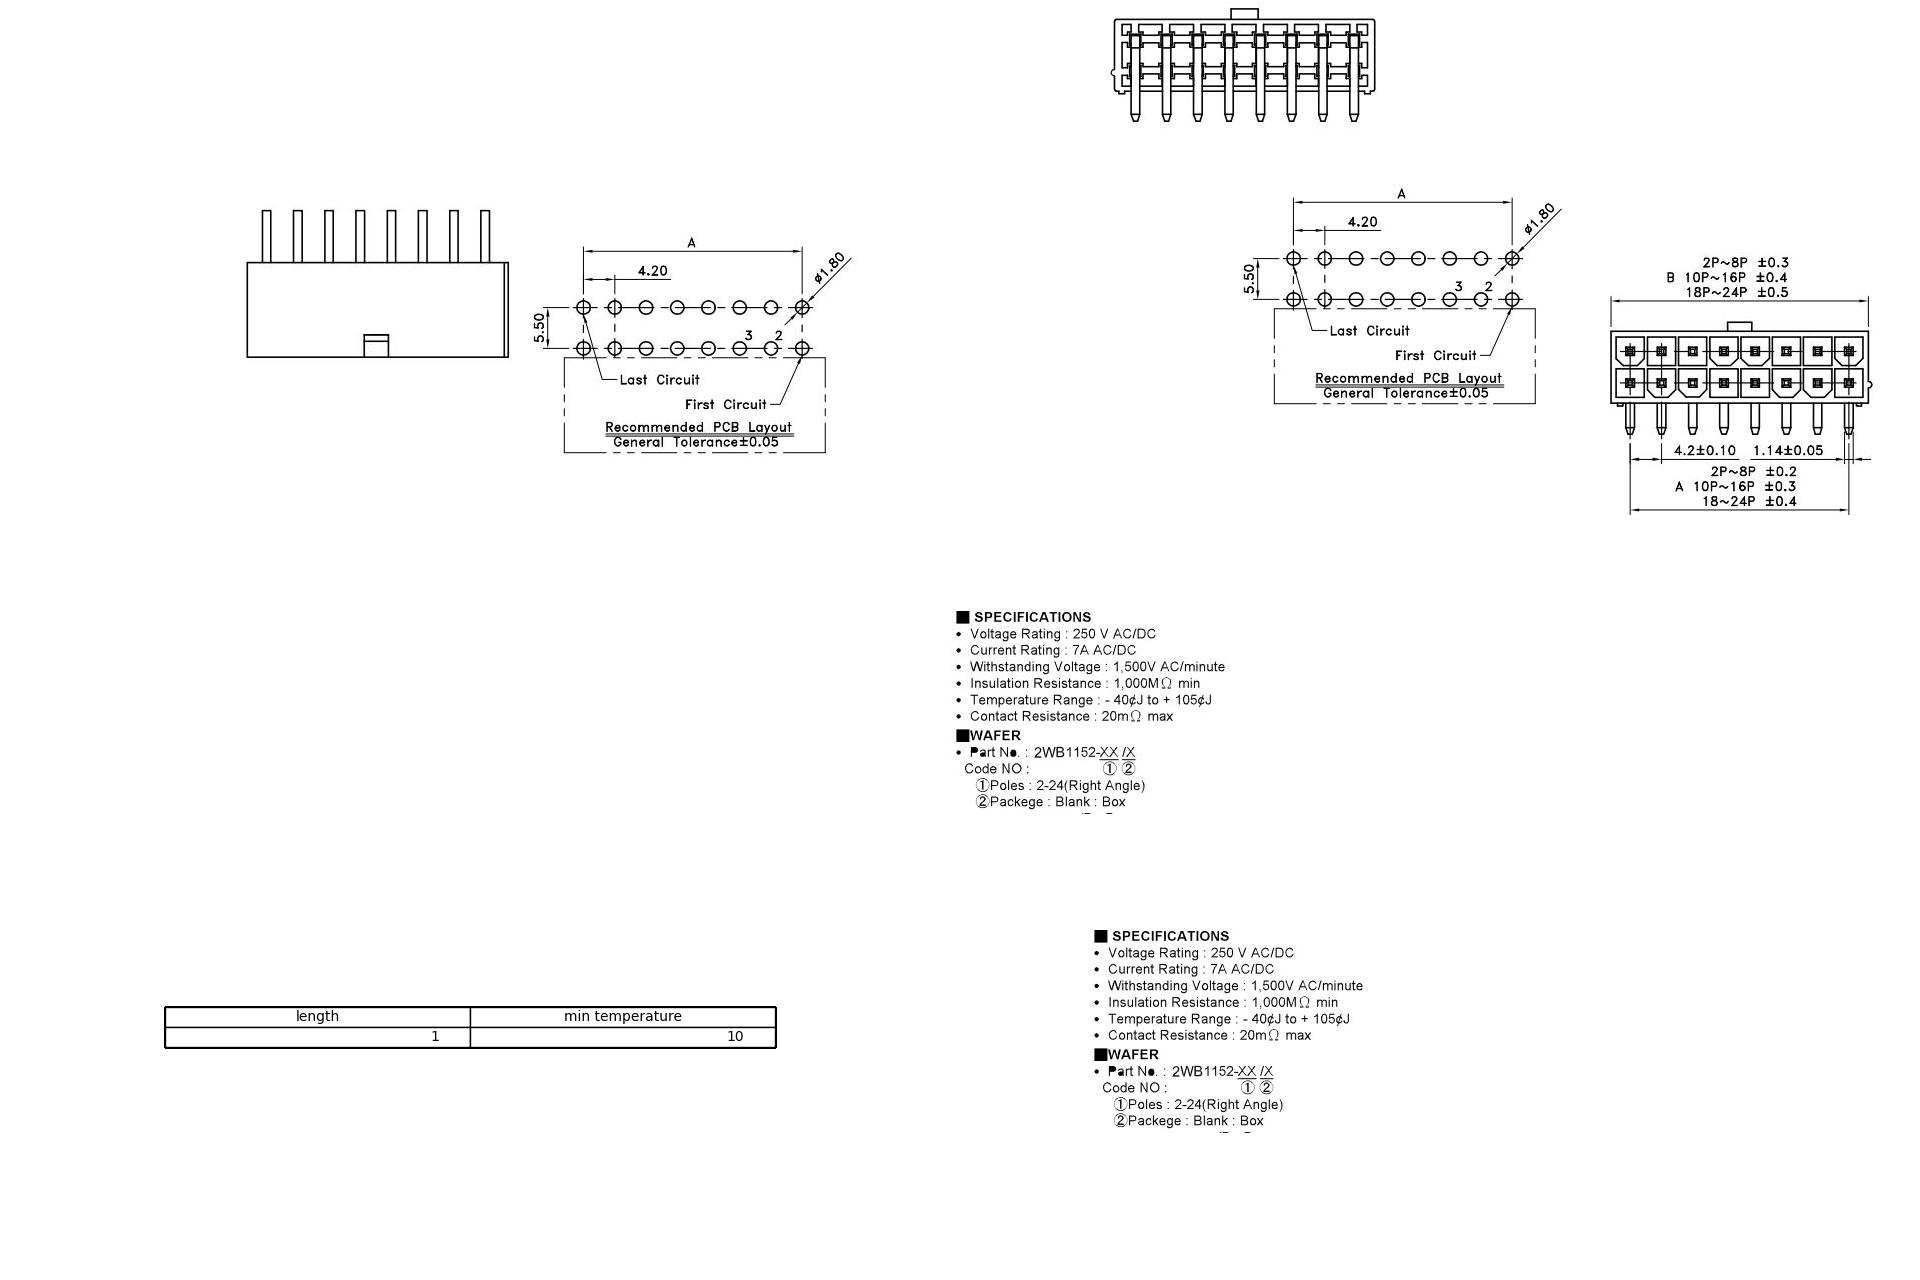 A
4.20
ø1.80
5.50
3
2
Last Circuit
First Circuit
Recommended PCB Layout
General Tolerance±0.05
A
4.20
ø1.80
5.50
3
2
Last Circuit
First Circuit
Recommended PCB Layout
General Tolerance±0.05
2P~8P ±0.3
B 10P~16P ±0.4
18P~24P ±0.5
4.2±0.10
1.14±0.05
2P~8P ±0.2
A 10P~16P ±0.3
18~24P ±0.4
■ SPECIFICATIONS
• Voltage Rating : 250 V AC/DC
• Current Rating : 7A AC/DC
• Withstanding Voltage : 1,500V AC/minute
• Insulation Resistance : 1,000MΩ min
• Temperature Range : - 40¢J to + 105¢J
• Contact Resistance : 20mΩ max
■WAFER
• Part No. : 2WB1152-XX /X
Code NO : ① ②
①Poles : 2-24(Right Angle)
②Packege : Blank : Box
length min temperature
1 10
■ SPECIFICATIONS
• Voltage Rating : 250 V AC/DC
• Current Rating : 7A AC/DC
• Withstanding Voltage : 1,500V AC/minute
• Insulation Resistance : 1,000MΩ min
• Temperature Range : - 40¢J to + 105¢J
• Contact Resistance : 20mΩ max
■WAFER
• Part No. : 2WB1152-XX /X
Code NO : ① ②
①Poles : 2-24(Right Angle)
②Packege : Blank : Box